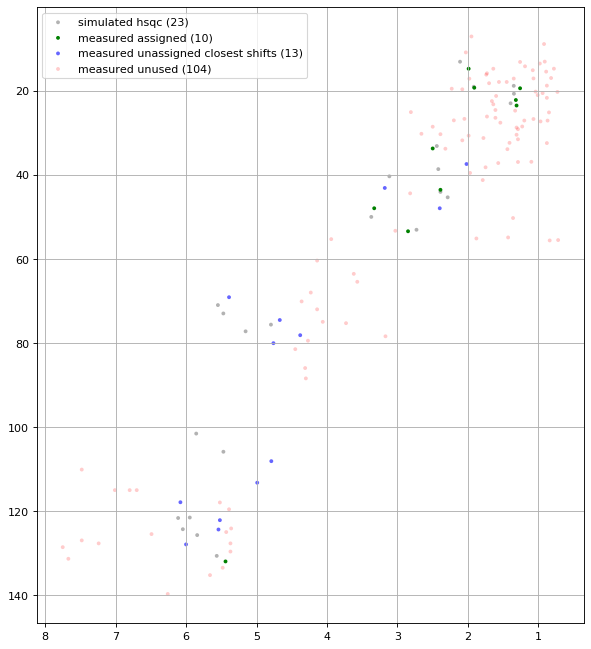 simulated hsqc (23)
measured assigned (10)
measured unassigned closest shifts (13)
measured unused (104)
20
40
60
80
100
120
140
8 7 6 5 4 3 2 1